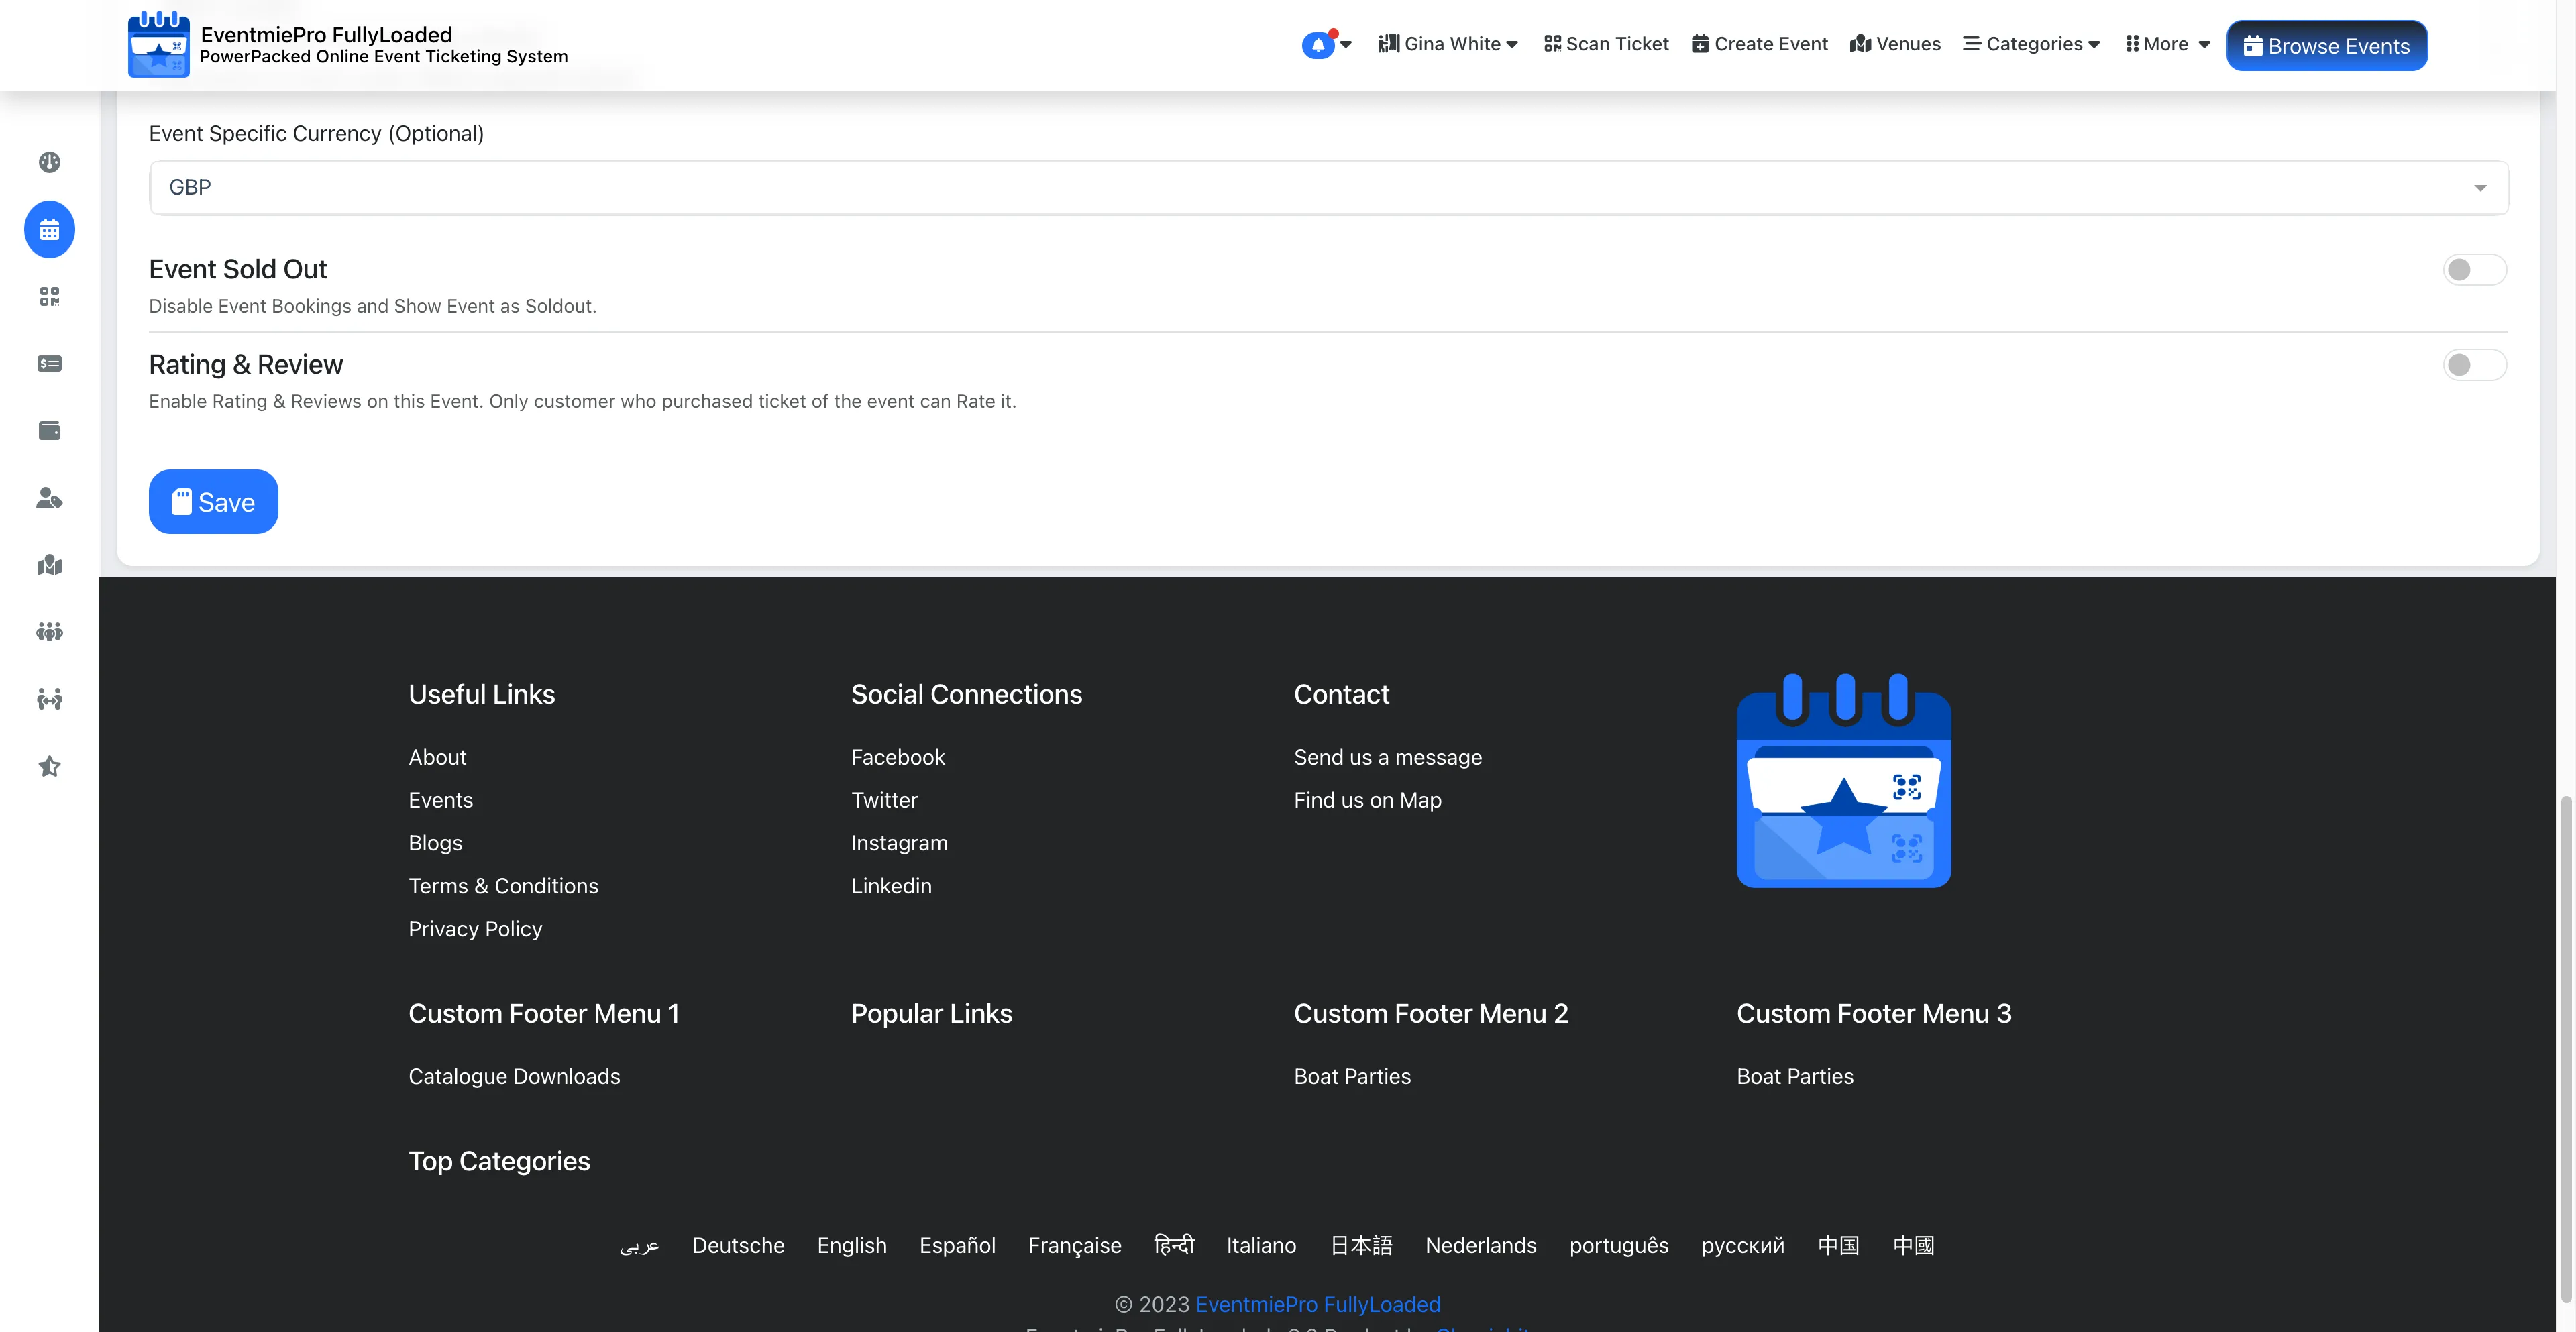 EventmiePro FullyLoaded
PowerPacked Online Event Ticketing System
Gina White
Scan Ticket
Create Event
Venues
Categories
More
Browse Events
Event Specific Currency (Optional)
GBP
Event Sold Out
Disable Event Bookings and Show Event as Soldout.
Rating & Review
Enable Rating & Reviews on this Event. Only customer who purchased ticket of the event can Rate it.
Save
Useful Links
About
Events
Blogs
Terms & Conditions
Privacy Policy
Social Connections
Facebook
Twitter
Instagram
Linkedin
Contact
Send us a message
Find us on Map
Custom Footer Menu 1
Catalogue Downloads
Popular Links
Custom Footer Menu 2
Boat Parties
Custom Footer Menu 3
Boat Parties
Top Categories
عربى Deutsche English Español Française हिन्दी Italiano 日本語 Nederlands português русский 中国 中國
© 2023 EventmiePro FullyLoaded